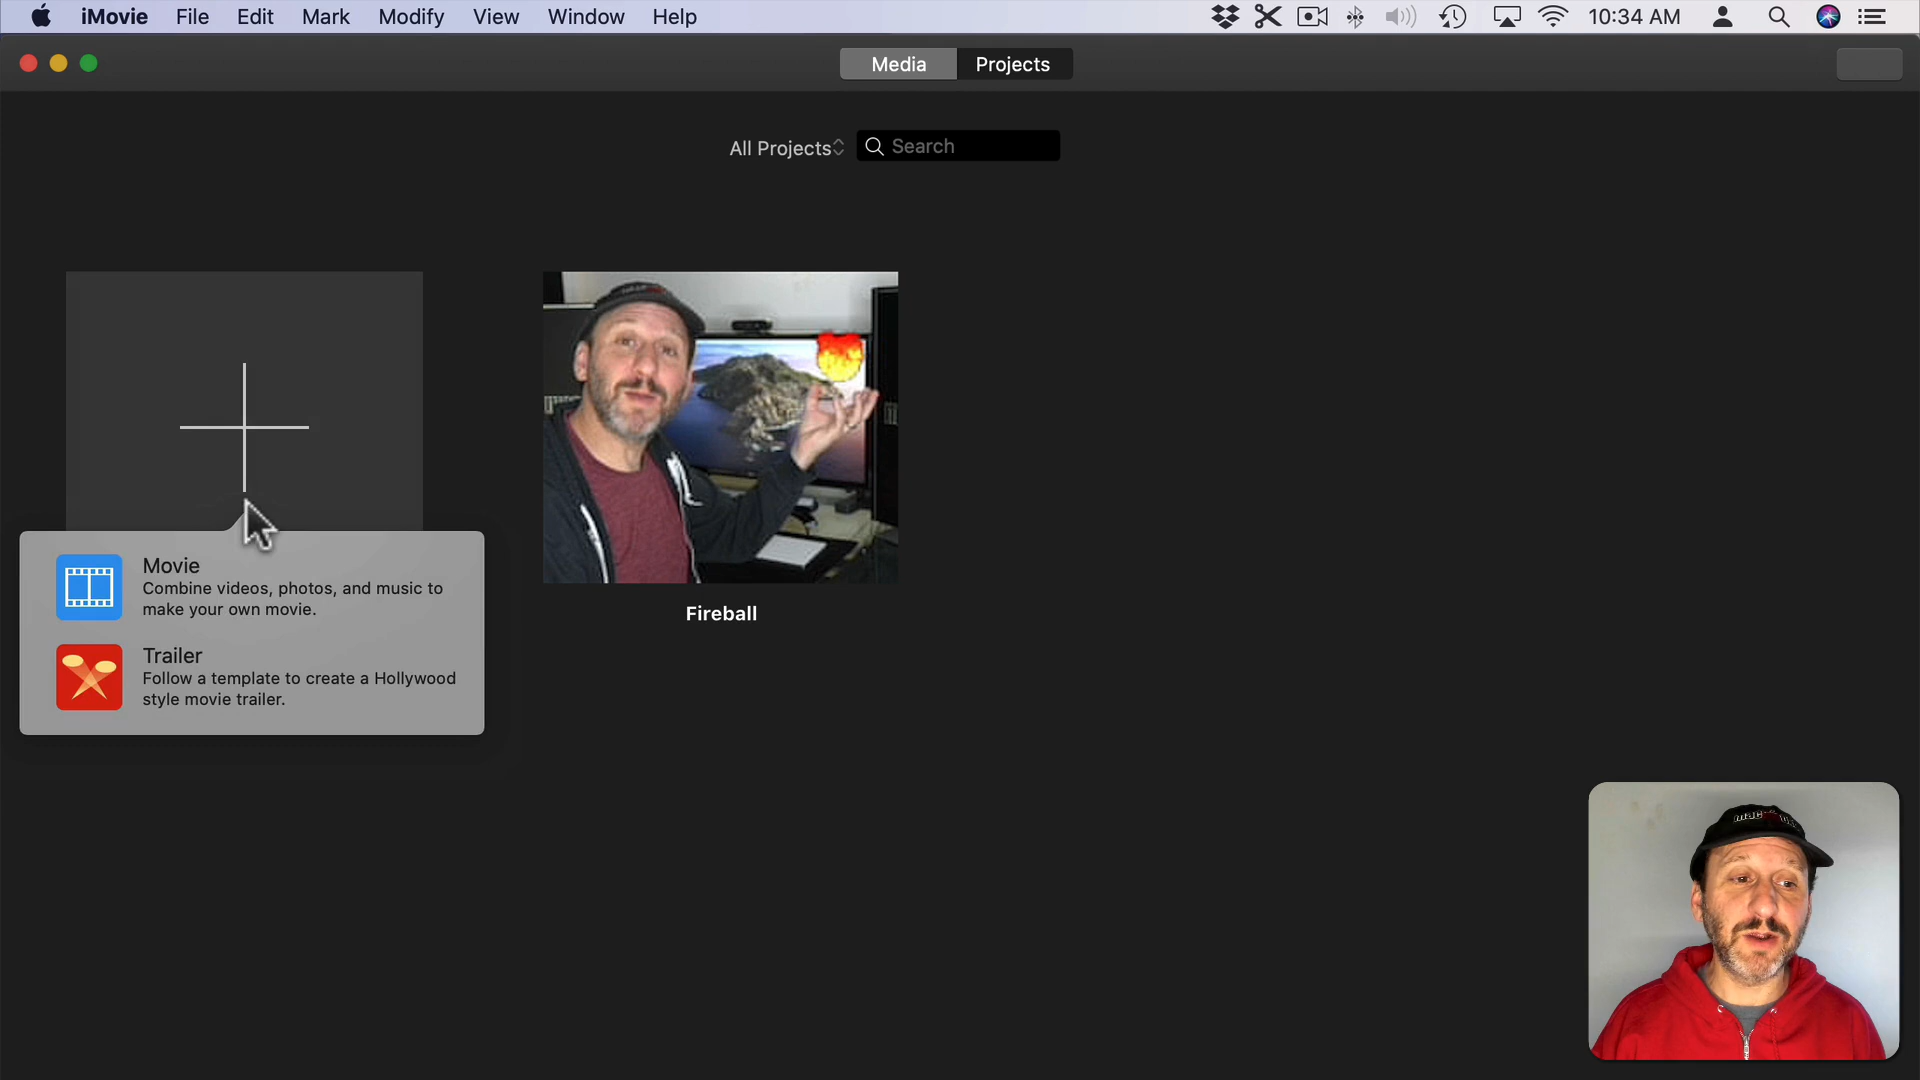 iMovie File Edit Mark Modify View Window Help 10:34 AM
Media Projects
All Projects Search
Movie
Combine videos, photos, and music to
make your own movie.
Trailer
Follow a template to create a Hollywood
style movie trailer.
Fireball